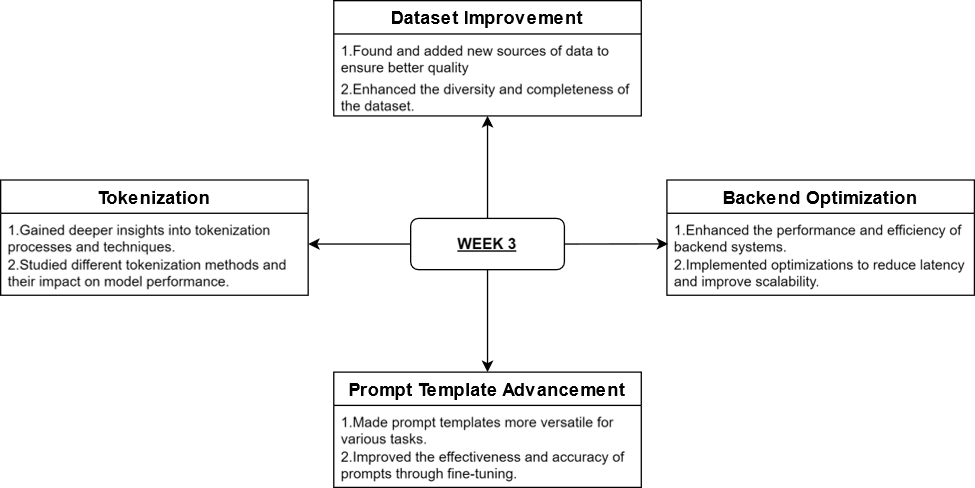 Dataset Improvement
1.Found and added new sources of data to
ensure better quality
2.Enhanced the diversity and completeness of
the dataset.
Tokenization
1.Gained deeper insights into tokenization
processes and techniques.
2.Studied different tokenization methods and
their impact on model performance.
WEEK 3
Backend Optimization
1.Enhanced the performance and efficiency of
backend systems.
2.Implemented optimizations to reduce latency
and improve scalability.
Prompt Template Advancement
1.Made prompt templates more versatile for
various tasks.
2.Improved the effectiveness and accuracy of
prompts through fine-tuning.